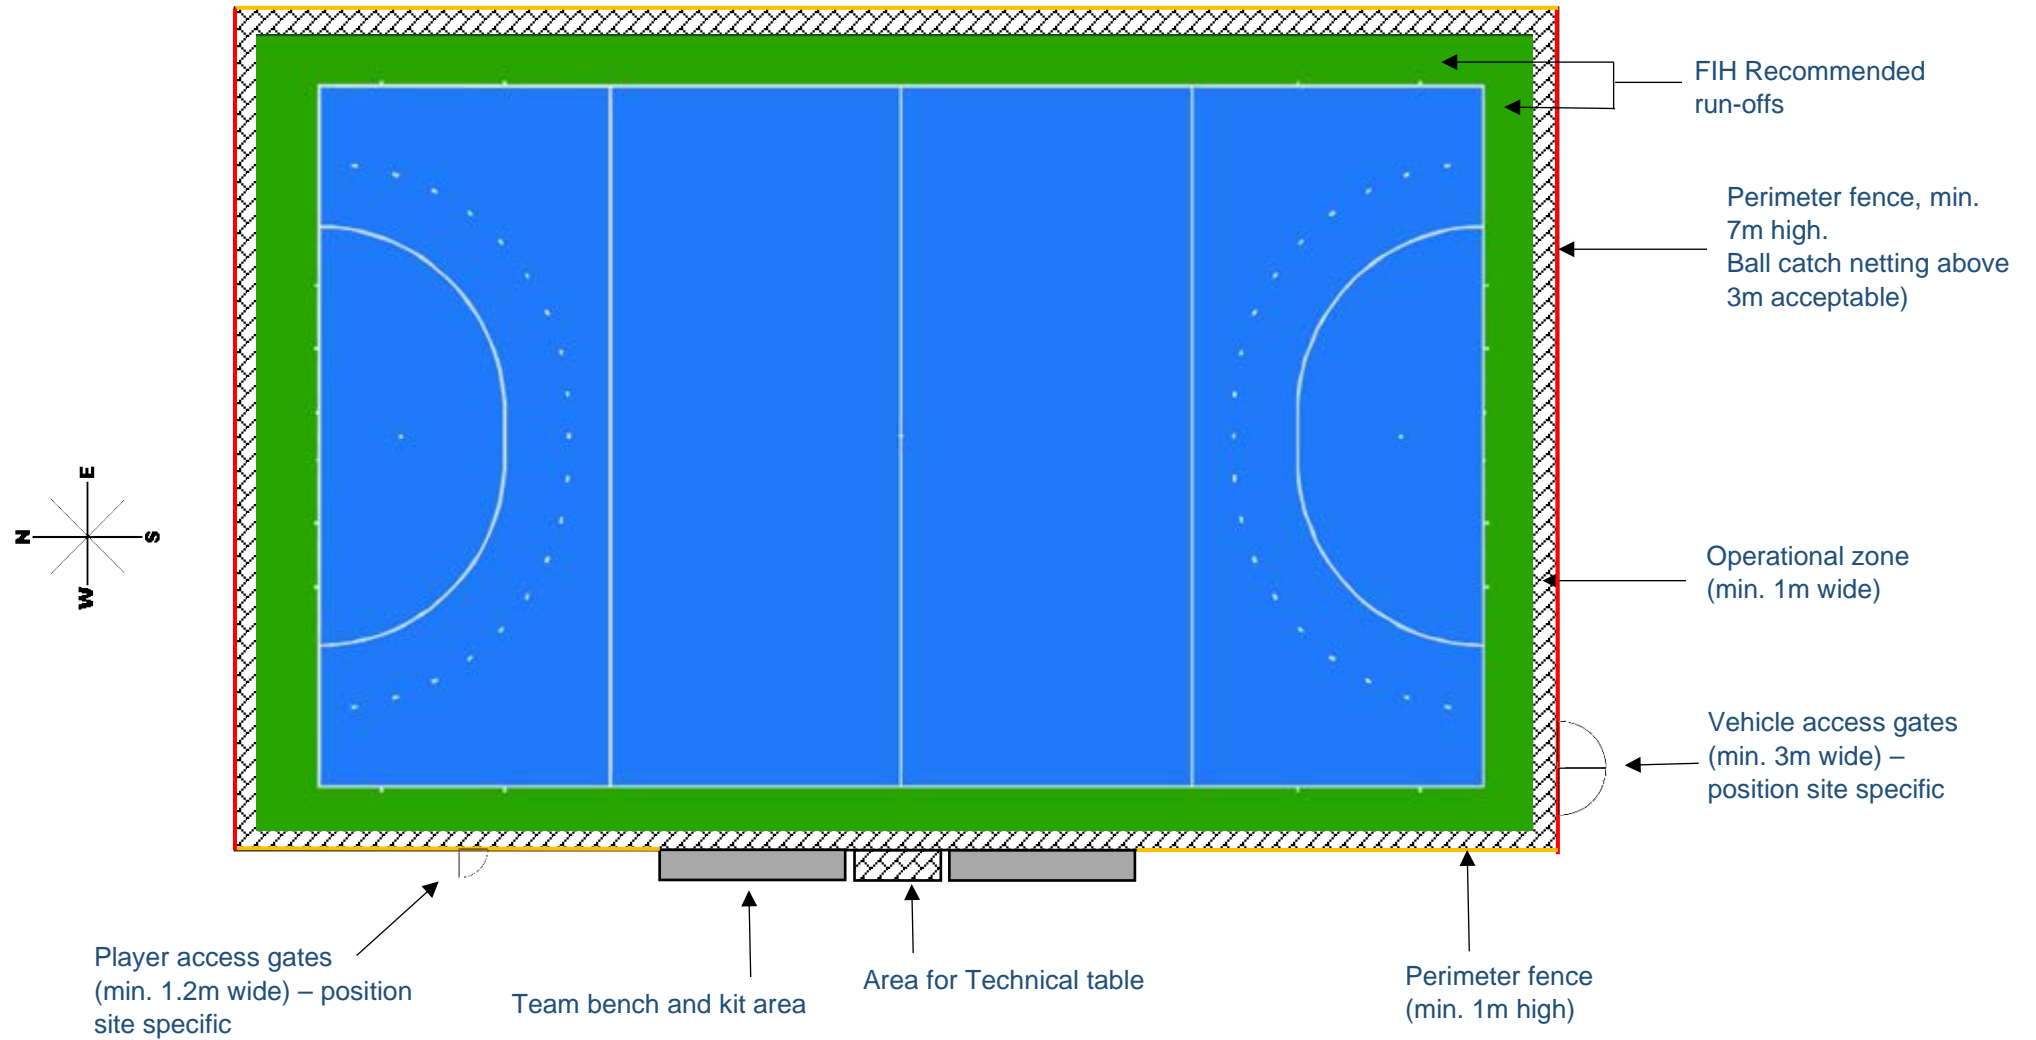 FIH Recommended
run-offs
Perimeter fence, min.
7m high.
Ball catch netting above
3m acceptable)
E
N
S
W
Operational zone
(min. 1m wide)
Vehicle access gates
(min. 3m wide) –
position site specific
Player access gates
(min. 1.2m wide) – position
site specific
Team bench and kit area
Area for Technical table
Perimeter fence
(min. 1m high)